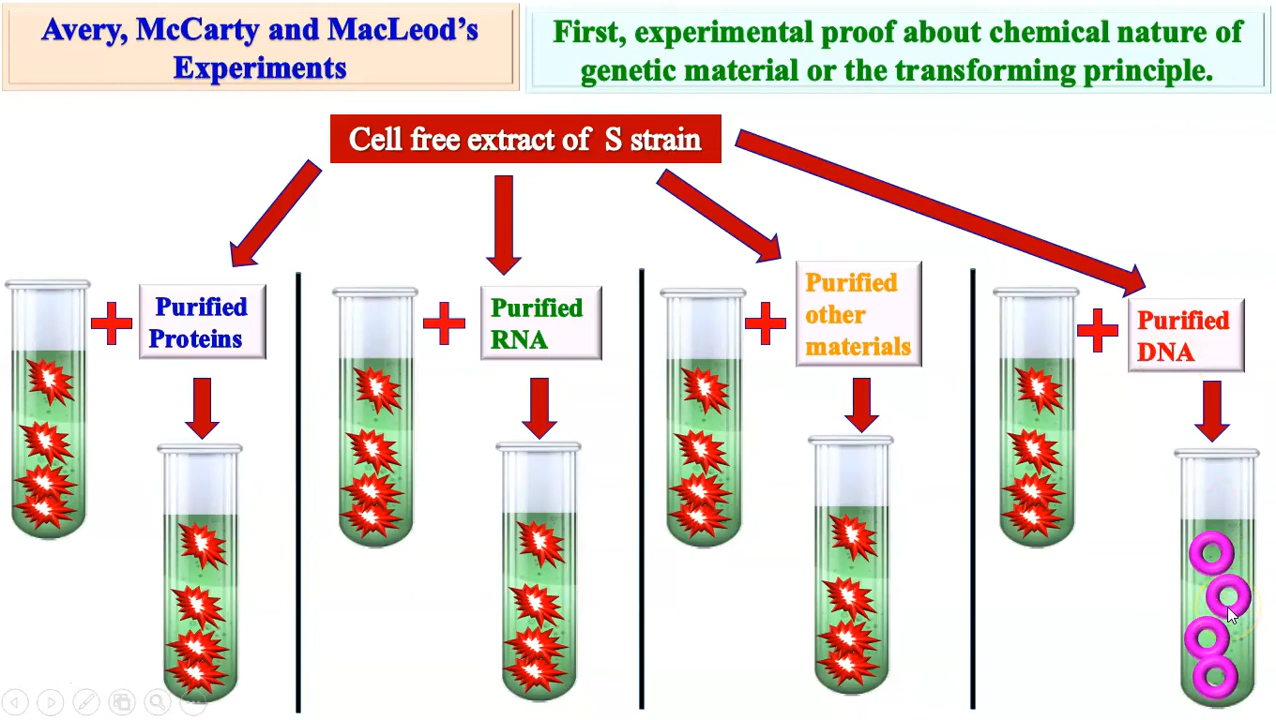 Avery, McCarty and MacLeod's
Experiments
First, experimental proof about chemical nature of
genetic material or the transforming principle.
Cell free extract of S strain
Purified
Proteins
Purified
RNA
Purified
other
materials
Purified
DNA